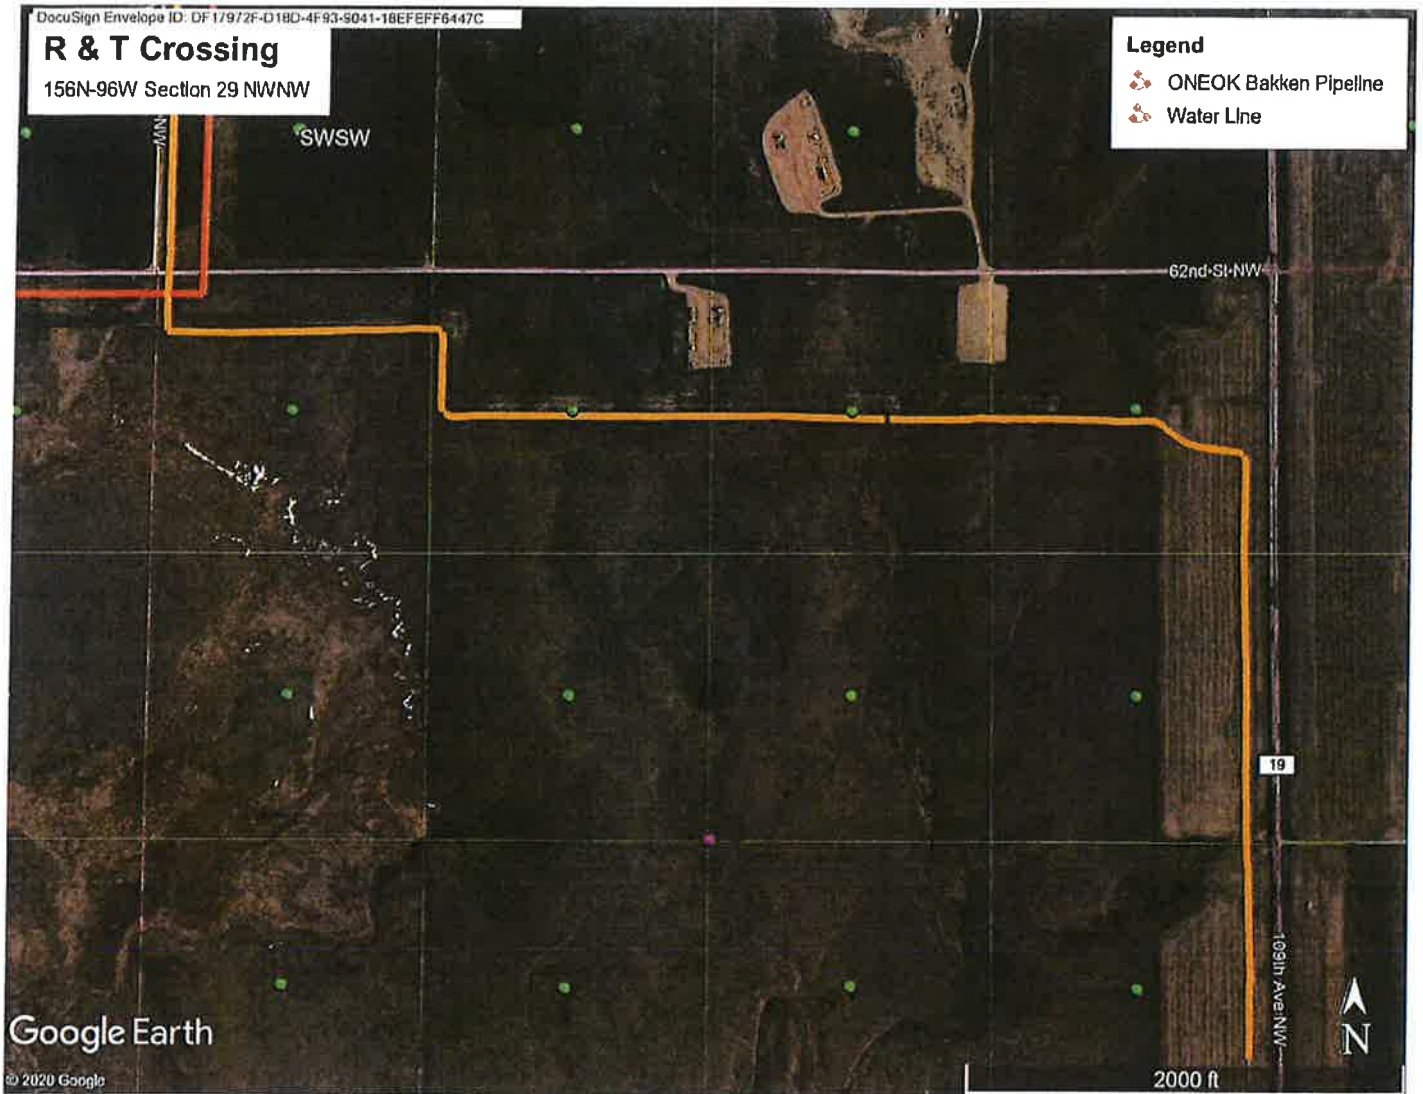 DocuSign Envelope ID: DF17972F-D18D-4F93-9041-18EFEFF6447C
R & T Crossing
156N-96W Section 29 NWNW
Legend
ONEOK Bakken Pipeline
Water Line
NW
SWSW
62nd St NW
19
109th Ave NW
N
Google Earth
© 2020 Google
2000 ft